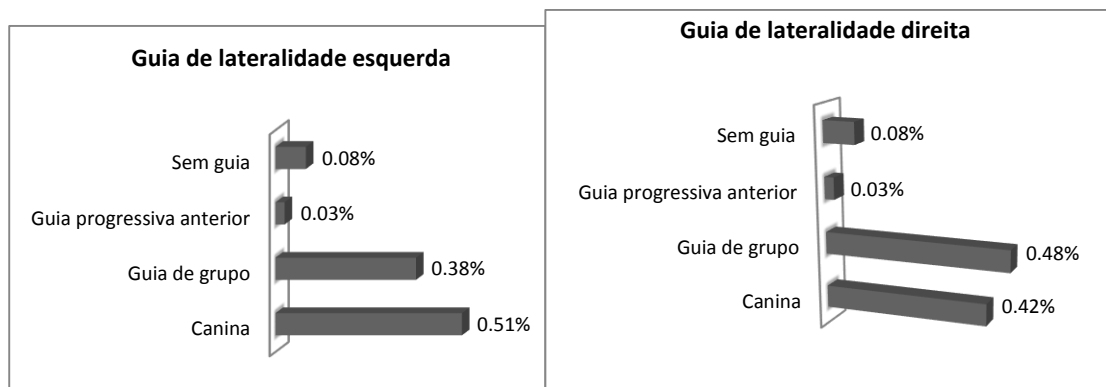 Guia de lateralidade esquerda
Sem guia 0.08%
Guia progressiva anterior 0.03%
Guia de grupo 0.38%
Canina 0.51%
Guia de lateralidade direita
Sem guia 0.08%
Guia progressiva anterior 0.03%
Guia de grupo 0.48%
Canina 0.42%